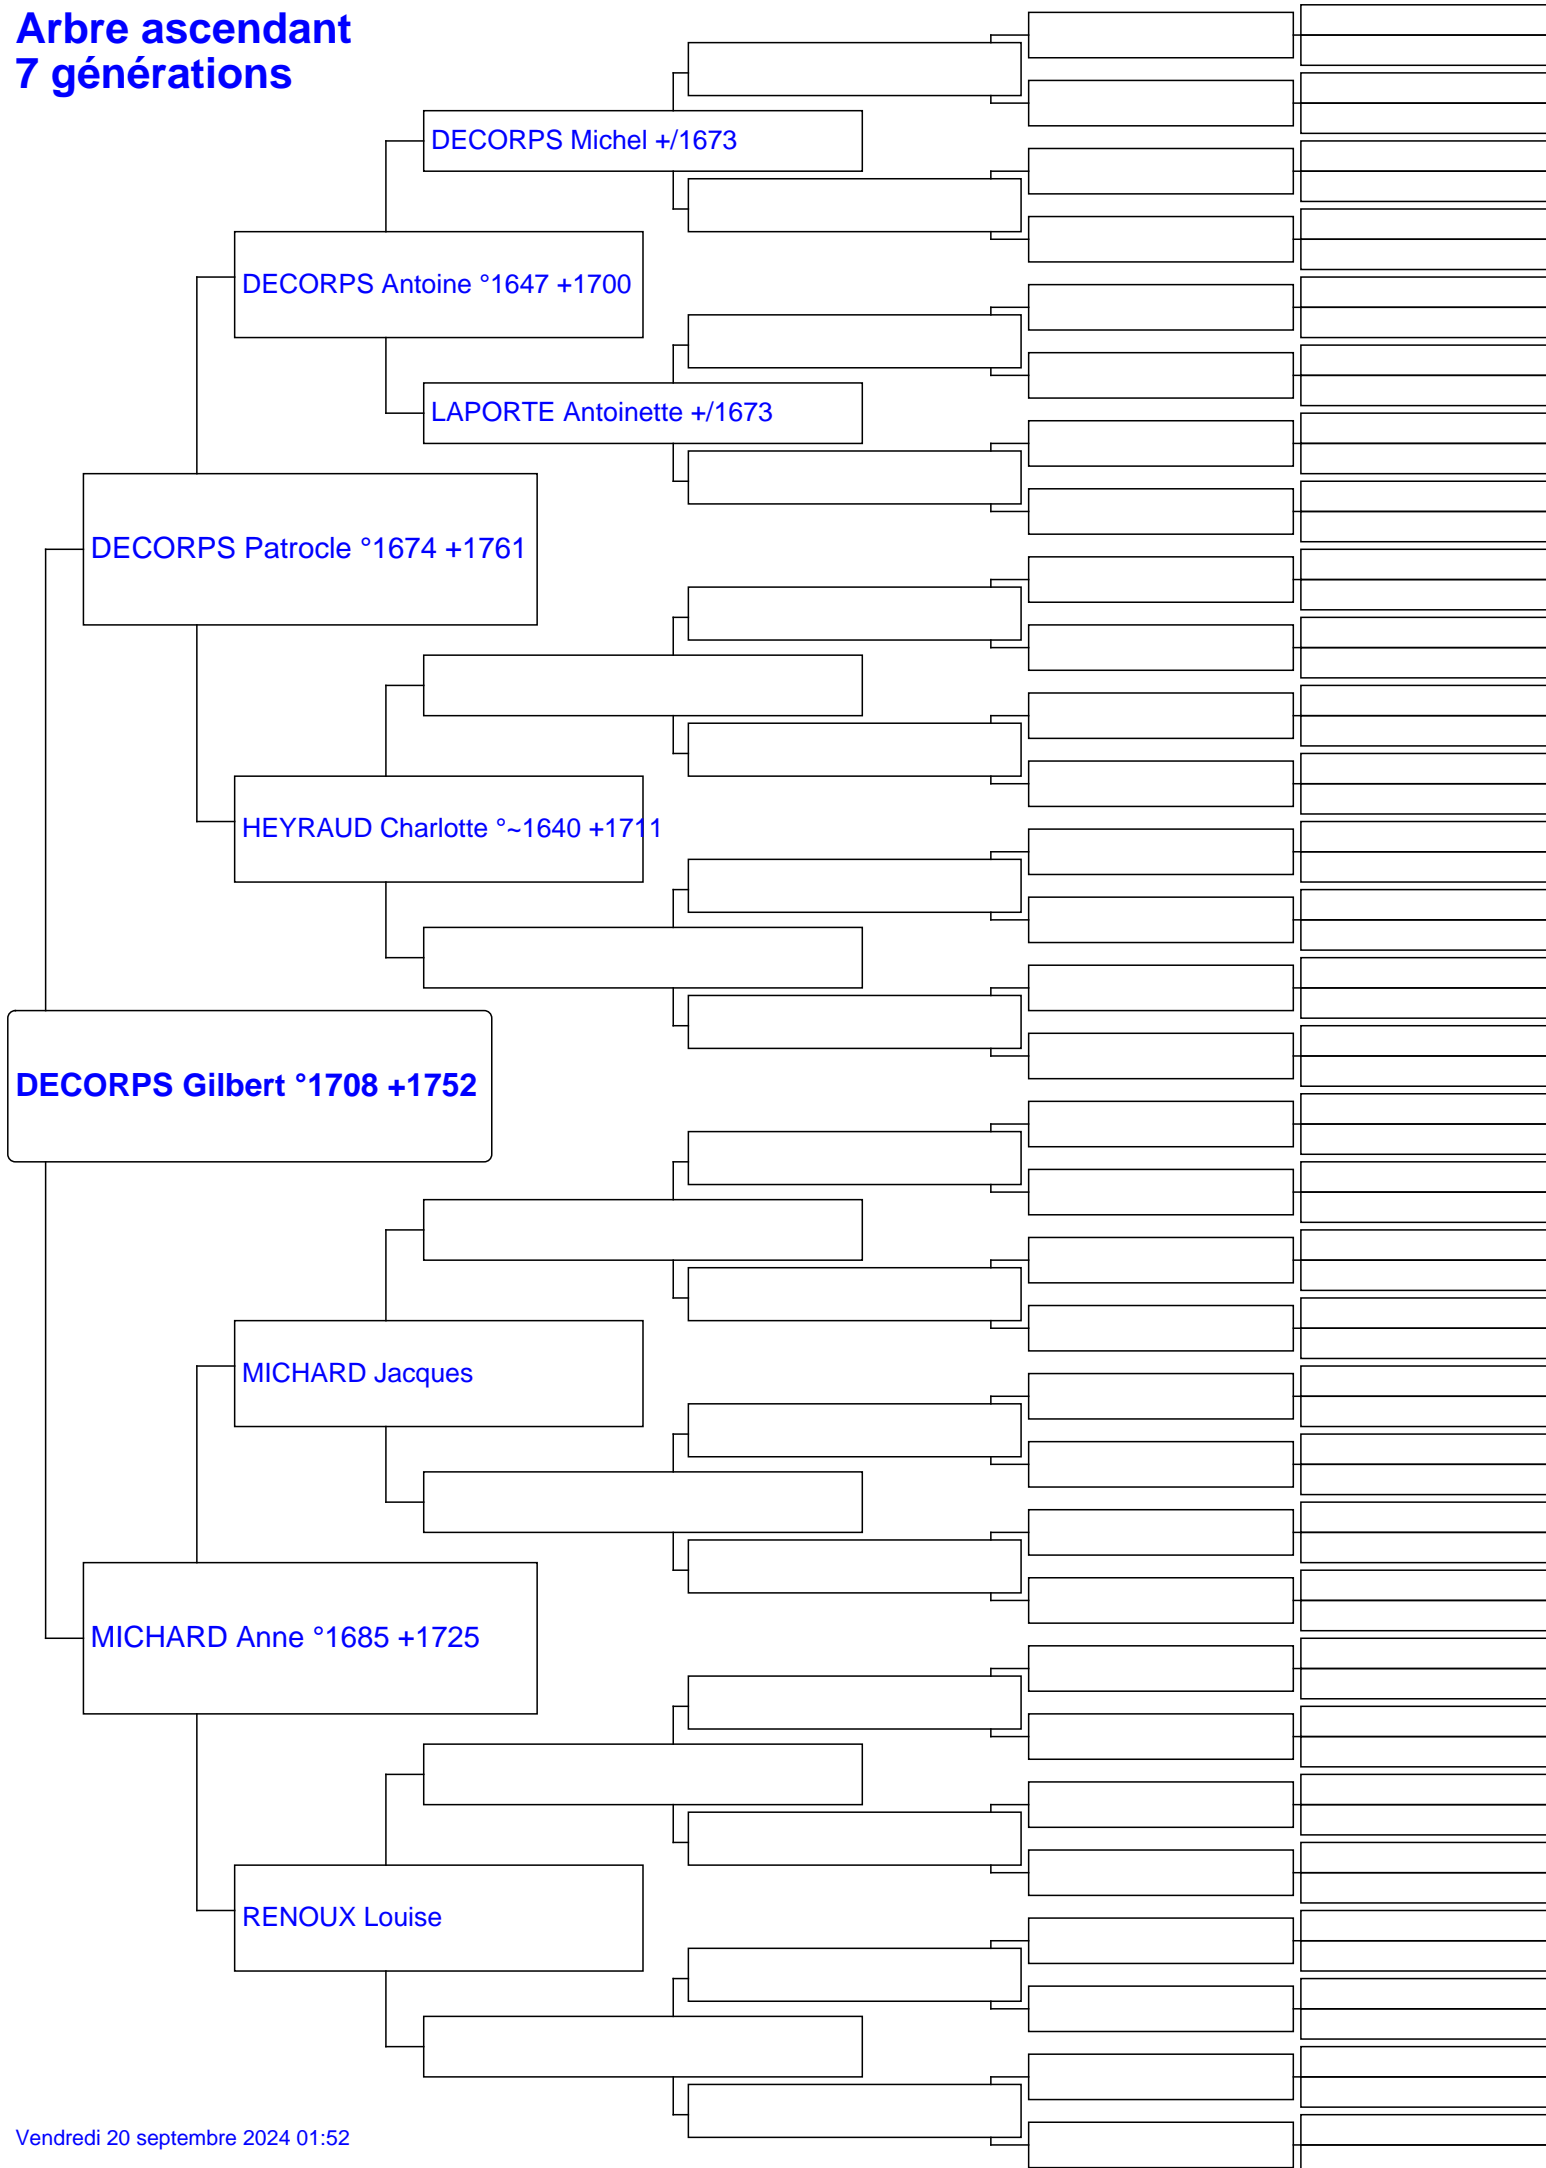 Arbre ascendant
7 générations
DECORPS Michel +/1673
DECORPS Antoine °1647 +1700
LAPORTE Antoinette +/1673
DECORPS Patrocle °1674 +1761
HEYRAUD Charlotte °~1640 +1711
DECORPS Gilbert °1708 +1752
MICHARD Jacques
MICHARD Anne °1685 +1725
RENOUX Louise
Vendredi 20 septembre 2024 01:52